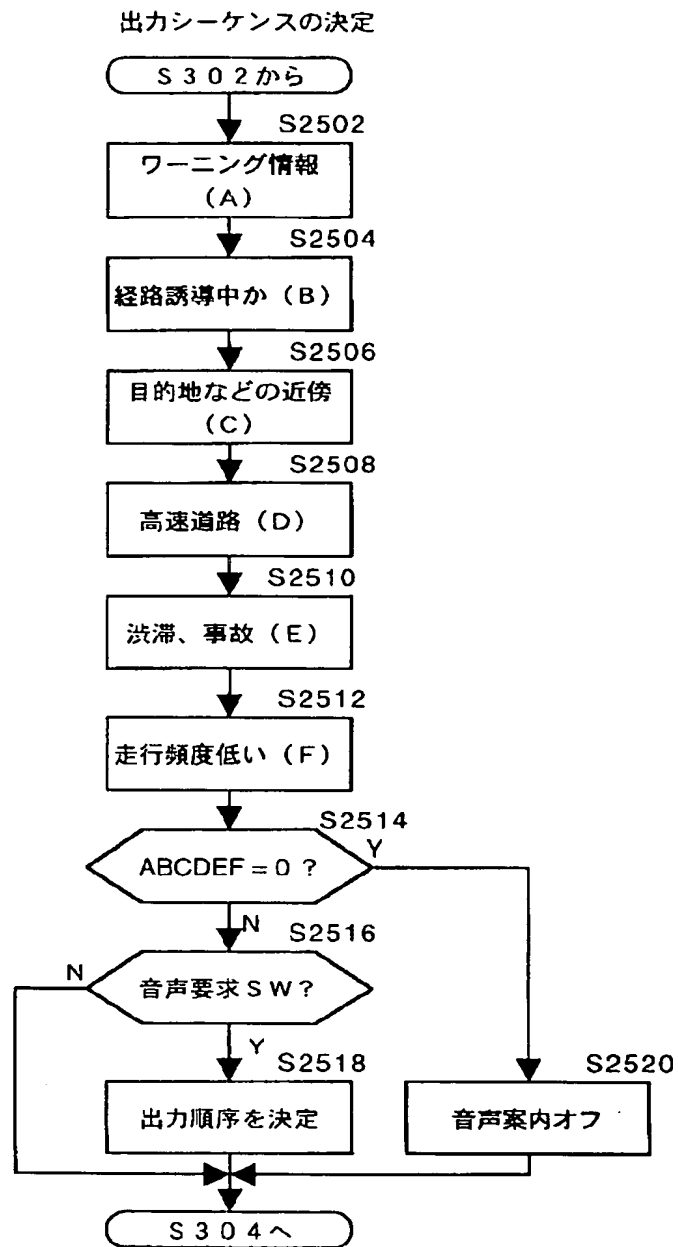 出力シーケンスの決定
S302から
S2502
ワーニング情報
(A)
S2504
経路誘導中か(B)
S2506
目的地などの近傍
(C)
S2508
高速道路(D)
S2510
渋滞、事故(E)
S2512
走行頻度低い(F)
S2514
ABCDEF=0?
Y
N
S2516
音声要求SW?
N
Y
S2518
出力順序を決定
S2520
音声案内オフ
S304へ